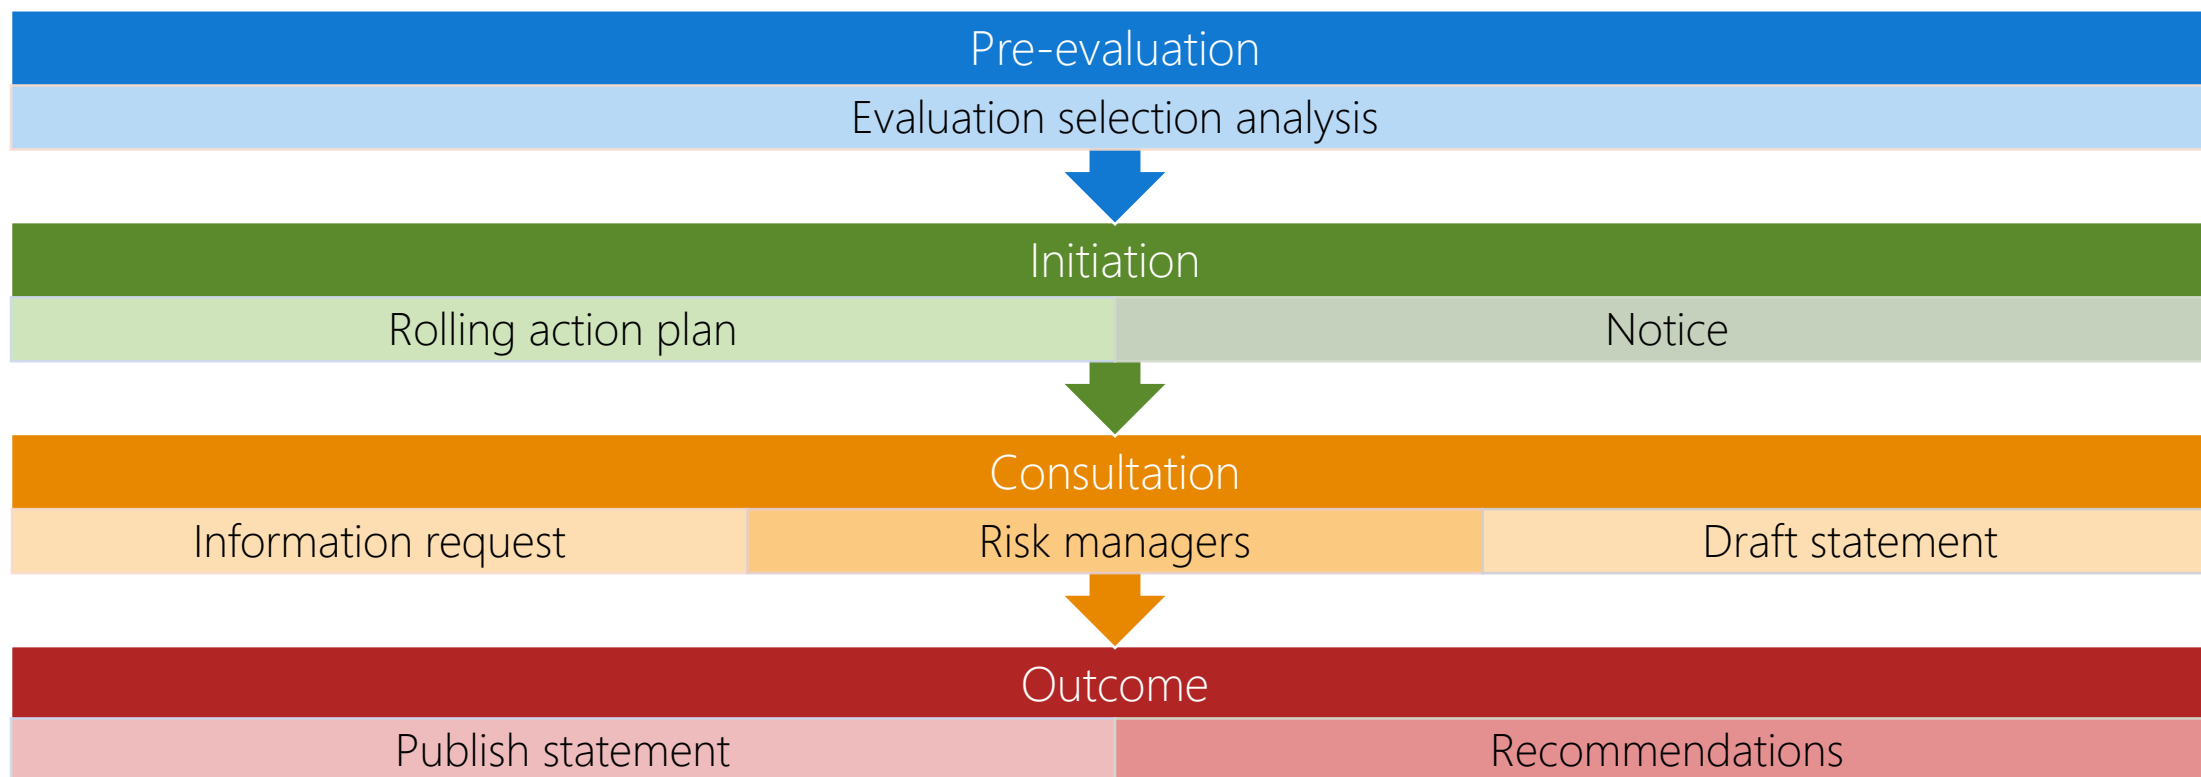 Pre-evaluation
Evaluation selection analysis
Initiation
Rolling action plan
Notice
Consultation
Information request
Risk managers
Draft statement
Outcome
Publish statement
Recommendations